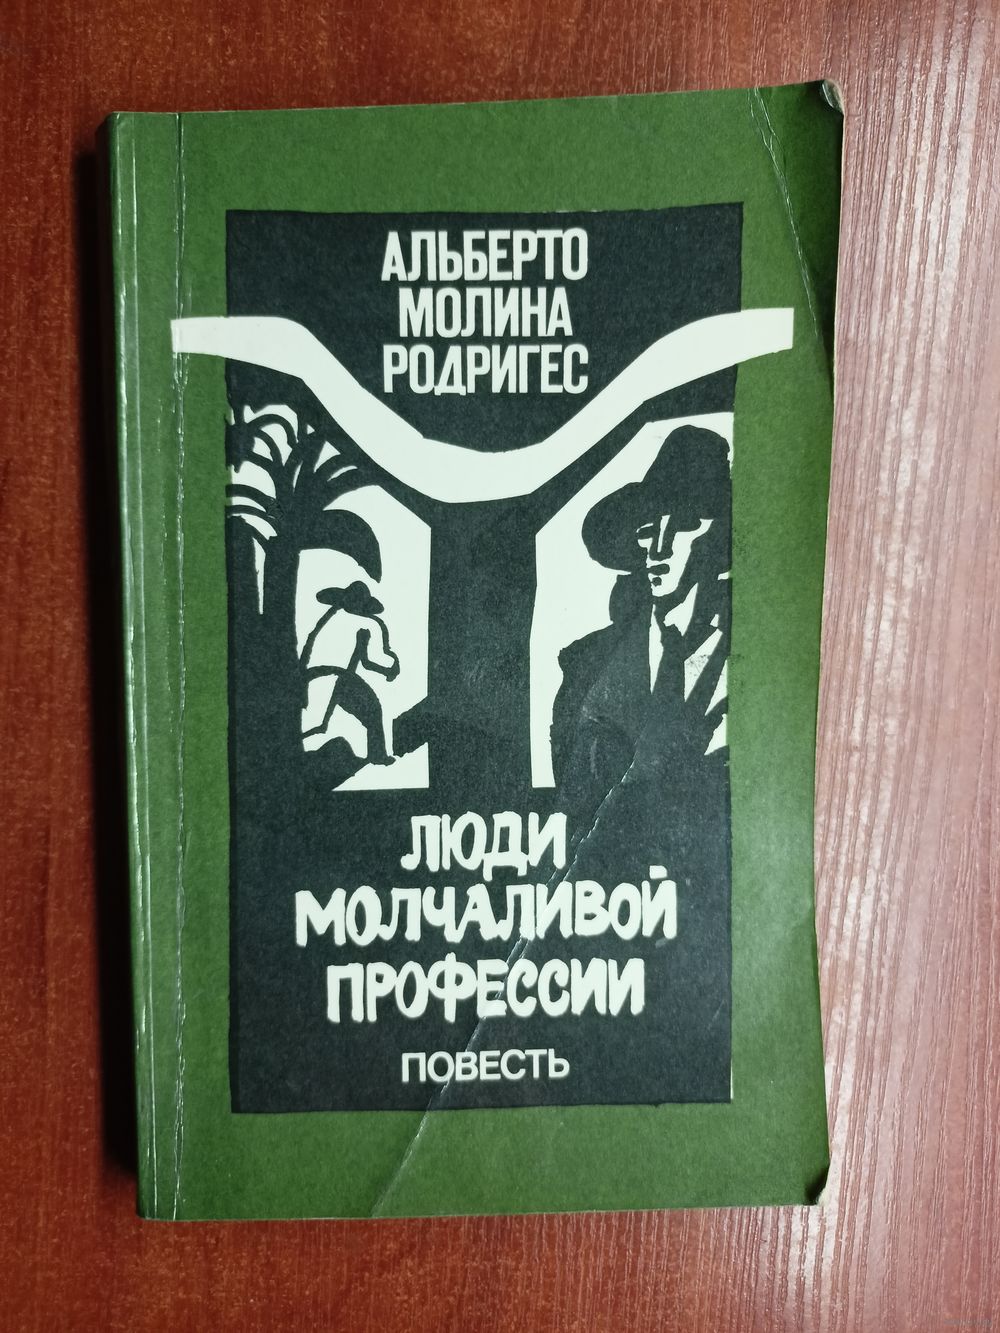 АЛЬБЕРТО
МОЛИНА
РОДРИГЕС
ЛЮДИ
МОЛЧАЛИВОЙ
ПРОФЕССИИ
ПОВЕСТЬ